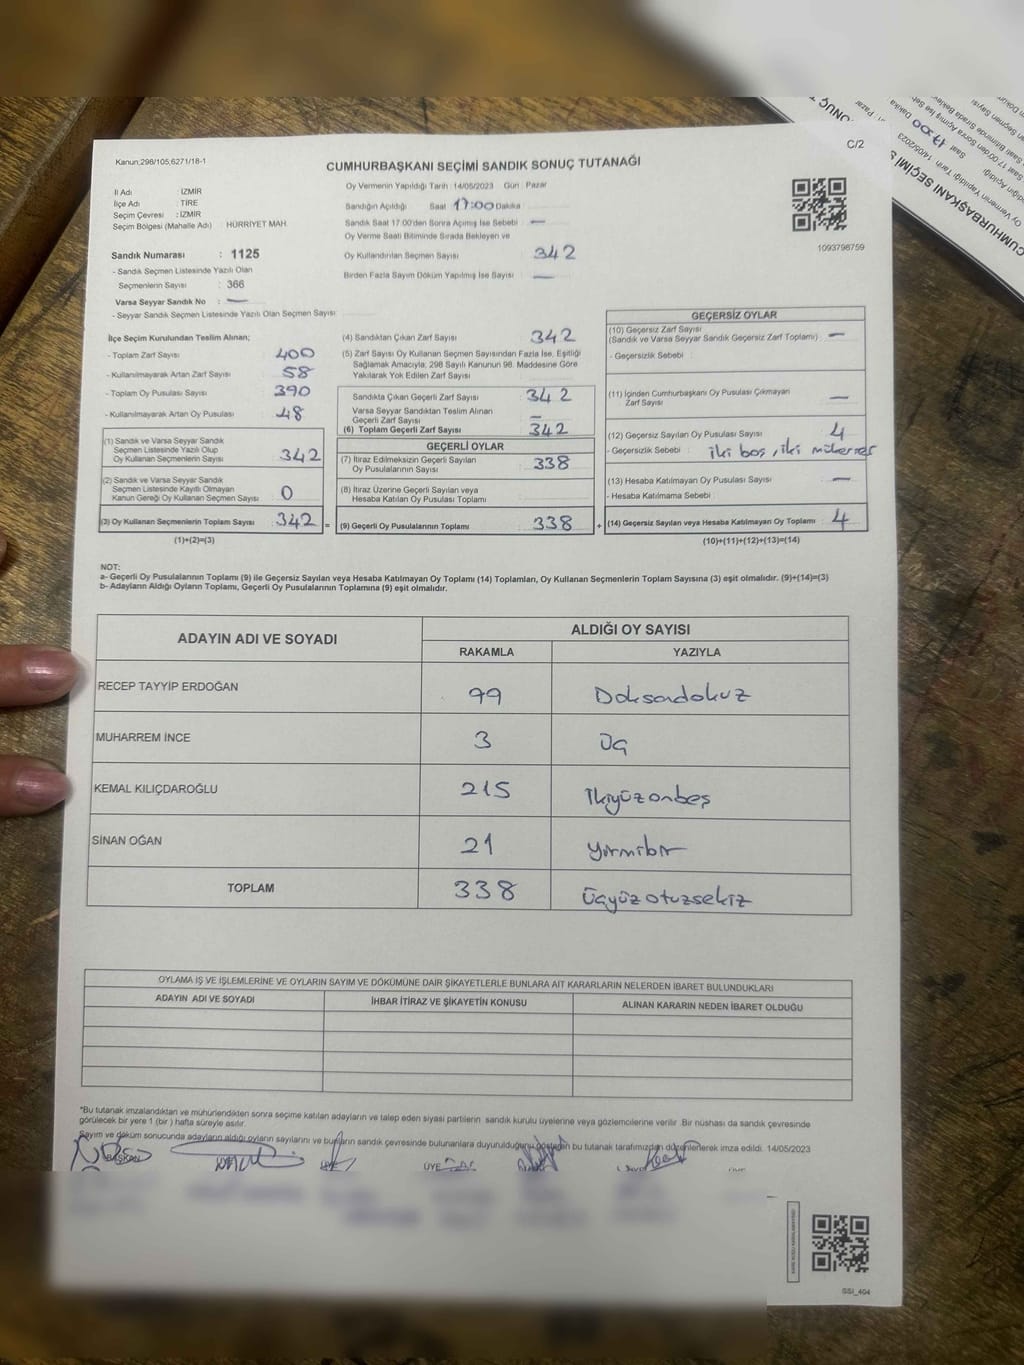 Kanun;298/105,6271/18-1
C/2
CUMHURBAŞKANI SEÇİMİ SANDIK SONUÇ TUTANAĞI
İl Adı : İZMİR
İlçe Adı : TİRE
Seçim Çevresi : İZMİR
Seçim Bölgesi (Mahalle Adı) : HÜRRİYET MAH.
Sandık Numarası : 1125
- Sandık Seçmen Listesinde Yazılı Olan
Seçmenlerin Sayısı : 366
Varsa Seyyar Sandık No : —
- Seyyar Sandık Seçmen Listesinde Yazılı Olan Seçmen Sayısı:
Oy Vermenin Yapıldığı Tarih 14/05/2023 Gün Pazar
Sandığın Açıldığı Saat 17:00 Dakika
Sandık Saat 17.00'den Sonra Açımış İse Sebebi : —
Oy Verme Saati Bitiminde Sırada Bekleyen ve
Oy Kullandırılan Seçmen Sayısı : 342
Birden Fazla Sayım Döküm Yapılmış İse Sayısı : —
1093798759
İlçe Seçim Kurulundan Teslim Alınan;
- Toplam Zarf Sayısı : 400
- Kullanılmayarak Artan Zarf Sayısı : 58
- Toplam Oy Pusulası Sayısı : 390
- Kullanılmayarak Artan Oy Pusulası : 48
(1) Sandık ve Varsa Seyyar Sandık
Seçmen Listesinde Yazılı Olup
Oy Kullanan Seçmenlerin Sayısı : 342
(2) Sandık ve Varsa Seyyar Sandık
Seçmen Listesinde Kayıtlı Olmayan
Kanun Gereği Oy Kullanan Seçmen Sayısı : 0
(3) Oy Kullanan Seçmenlerin Toplam Sayısı : 342 =
(1)+(2)=(3)
(4) Sandıktan Çıkan Zarf Sayısı : 342
(5) Zarf Sayısı Oy Kullanan Seçmen Sayısından Fazla İse, Eşitliği
Sağlamak Amacıyla, 298 Sayılı Kanunun 98. Maddesine Göre
Yakılarak Yok Edilen Zarf Sayısı :
Sandıkta Çıkan Geçerli Zarf Sayısı : 342
Varsa Seyyar Sandıktan Teslim Alınan
Geçerli Zarf Sayısı : —
(6) Toplam Geçerli Zarf Sayısı : 342
GEÇERLİ OYLAR
(7) İtiraz Edilmeksizin Geçerli Sayılan
Oy Pusulalarının Sayısı : 338
(8) İtiraz Üzerine Geçerli Sayılan veya
Hesaba Katılan Oy Pusulası Toplamı :
(9) Geçerli Oy Pusulalarının Toplamı : 338 +
GEÇERSİZ OYLAR
(10) Geçersiz Zarf Sayısı
(Sandık ve Varsa Seyyar Sandık Geçersiz Zarf Toplamı) : —
- Geçersizlik Sebebi :
(11) İçinden Cumhurbaşkanı Oy Pusulası Çıkmayan
Zarf Sayısı : —
(12) Geçersiz Sayılan Oy Pusulası Sayısı : 4
- Geçersizlik Sebebi : iki boş, iki mükerrer
(13) Hesaba Katılmayan Oy Pusulası Sayısı : —
- Hesaba Katılmama Sebebi :
(14) Geçersiz Sayılan veya Hesaba Katılmayan Oy Toplamı : 4
(10)+(11)+(12)+(13)=(14)
NOT:
a- Geçerli Oy Pusulalarının Toplamı (9) ile Geçersiz Sayılan veya Hesaba Katılmayan Oy Toplamı (14) Toplamları, Oy Kullanan Seçmenlerin Toplam Sayısına (3) eşit olmalıdır. (9)+(14)=(3)
b- Adayların Aldığı Oyların Toplamı, Geçerli Oy Pusulalarının Toplamına (9) eşit olmalıdır.
ADAYIN ADI VE SOYADI
ALDIĞI OY SAYISI
RAKAMLA YAZIYLA
RECEP TAYYİP ERDOĞAN 99 Doksandokuz
MUHARREM İNCE 3 Üç
KEMAL KILIÇDAROĞLU 215 İkiyüzonbeş
SİNAN OĞAN 21 Yirmibir
TOPLAM 338 Üçyüzotuzsekiz
OYLAMA İŞ VE İŞLEMLERİNE VE OYLARIN SAYIM VE DÖKÜMÜNE DAİR ŞİKAYETLERLE BUNLARA AİT KARARLARIN NELERDEN İBARET BULUNDUKLARI
ADAYIN ADI VE SOYADI İHBAR İTİRAZ VE ŞİKAYETİN KONUSU ALINAN KARARIN NEDEN İBARET OLDUĞU
*Bu tutanak imzalandıktan ve mühürlendikten sonra seçime katılan adayların ve talep eden siyasi partilerin sandık kurulu üyelerine veya gözlemcilerine verilir. Bir nüshası da sandık çevresinde
görülecek bir yere 1 (bir ) hafta süreyle asılır.
Sayım ve döküm sonucunda adayların aldığı oyların sayılarını ve bunların sandık çevresinde bulunanlara duyurulduğunu gösteren bu tutanak tarafımızdan düzenlenerek imza edildi. 14/05/2023
BAŞKAN ÜYE
SSI_404